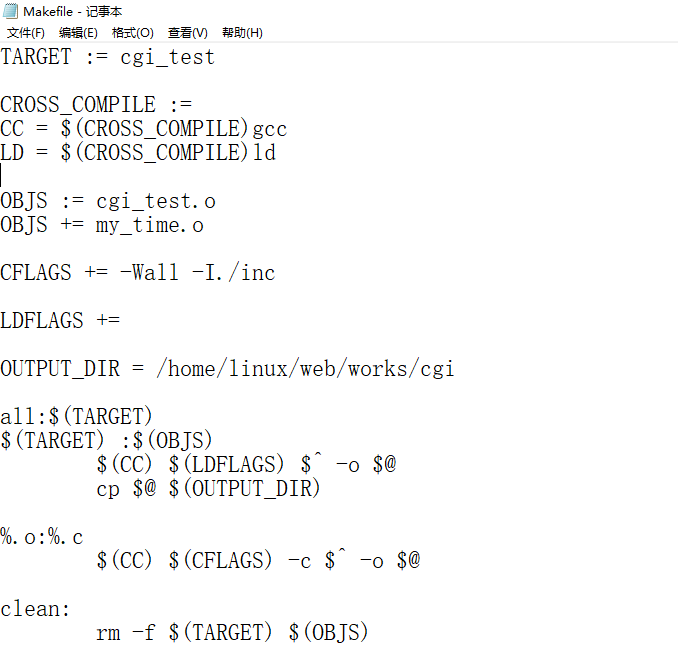 Makefile - 记事本
文件(F) 编辑(E) 格式(O) 查看(V) 帮助(H)
TARGET := cgi_test
CROSS_COMPILE :=
CC = $(CROSS_COMPILE)gcc
LD = $(CROSS_COMPILE)ld
OBJS := cgi_test.o
OBJS += my_time.o
CFLAGS += -Wall -I./inc
LDFLAGS +=
OUTPUT_DIR = /home/linux/web/works/cgi
all:$(TARGET)
$(TARGET) :$(OBJS)
$(CC) $(LDFLAGS) $^ -o $@
cp $@ $(OUTPUT_DIR)
%.o:%.c
$(CC) $(CFLAGS) -c $^ -o $@
clean:
rm -f $(TARGET) $(OBJS)